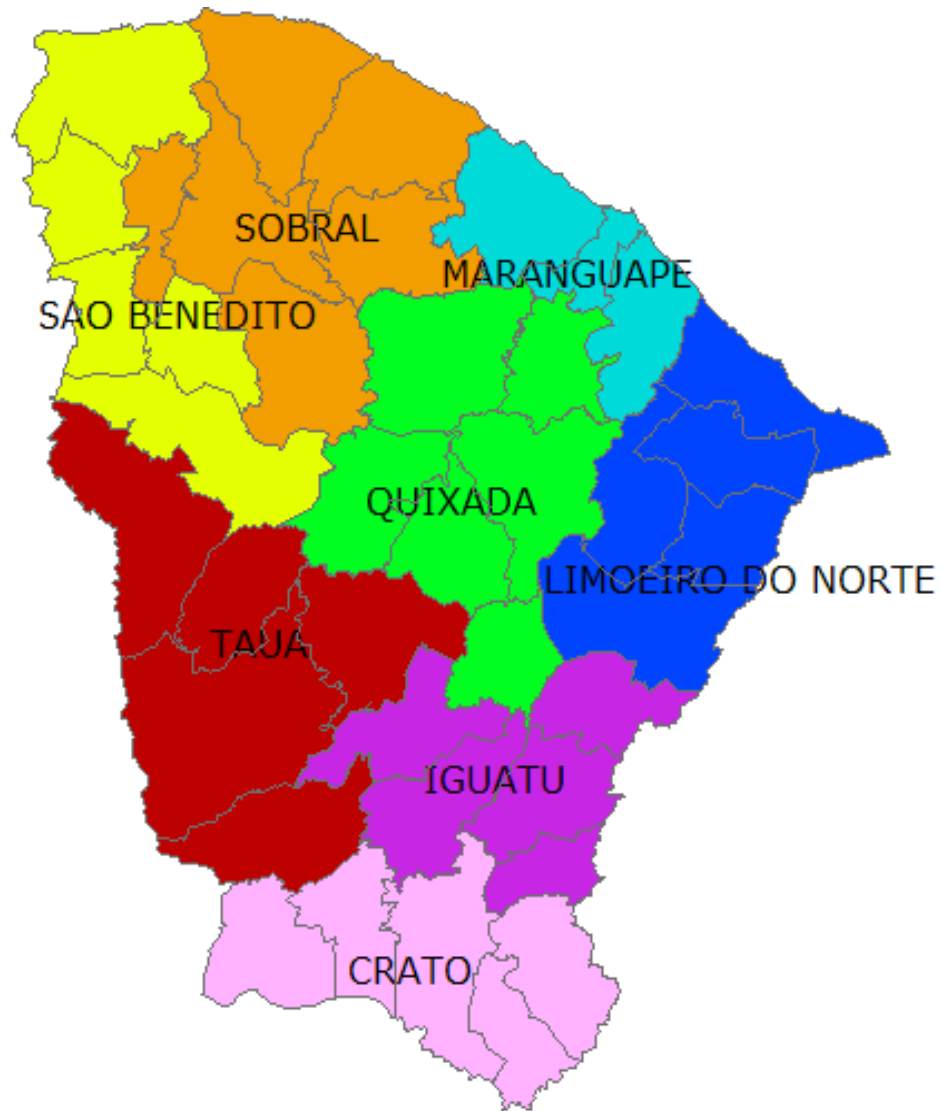 SOBRAL
MARANGUAPE
SAO BENEDITO
QUIXADA
LIMOEIRO DO NORTE
TAUA
IGUATU
CRATO